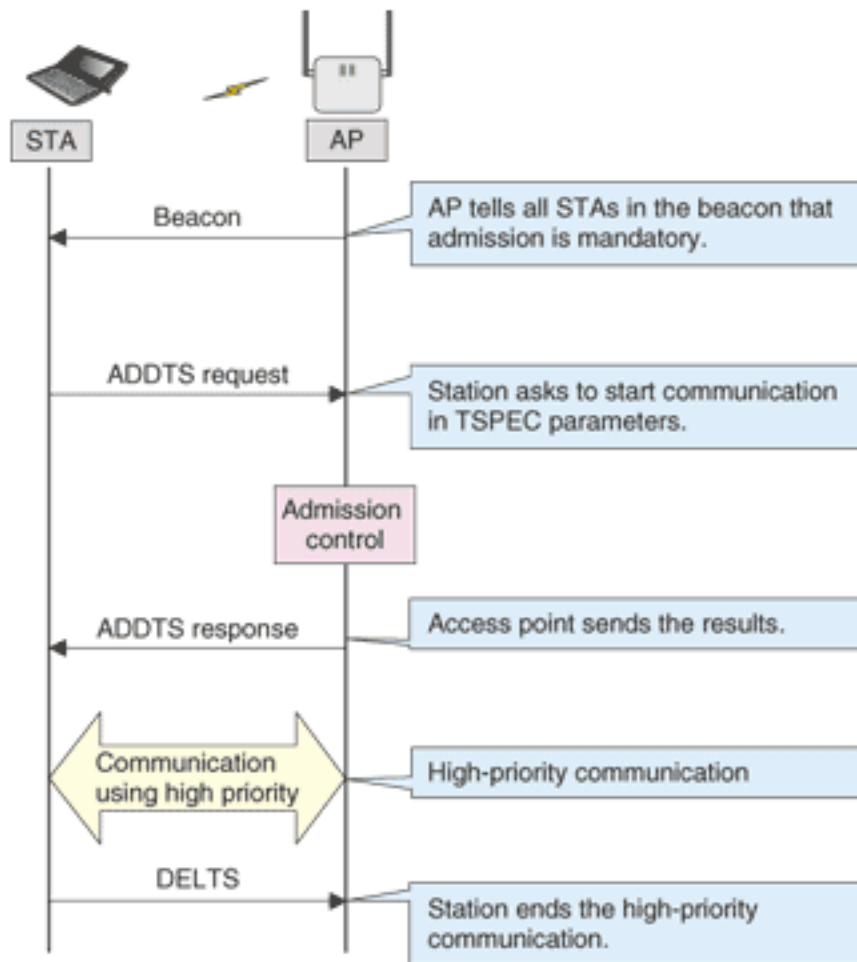 STA
AP
Beacon
AP tells all STAs in the beacon that
admission is mandatory.
ADDTS request
Station asks to start communication
in TSPEC parameters.
Admission
control
ADDTS response
Access point sends the results.
Communication
using high priority
High-priority communication
DELTS
Station ends the high-priority
communication.